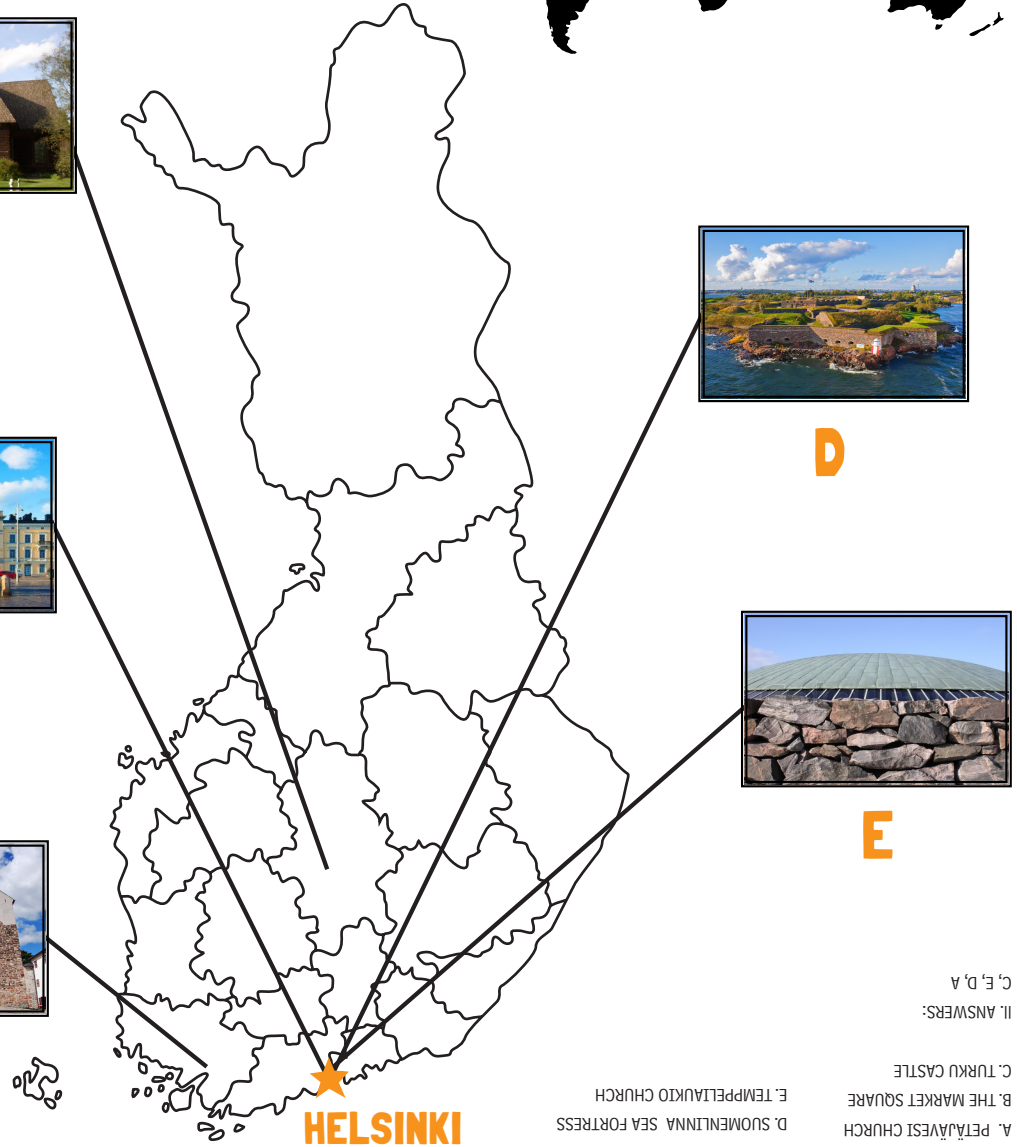 D
E
HELSINKI
A. PETÄJÄVESI CHURCH
B. THE MARKET SQUARE
C. TURKU CASTLE
D. SUOMENLINNA SEA FORTRESS
E. TEMPPELIAUKIO CHURCH
II. ANSWERS:
C, E, D, A